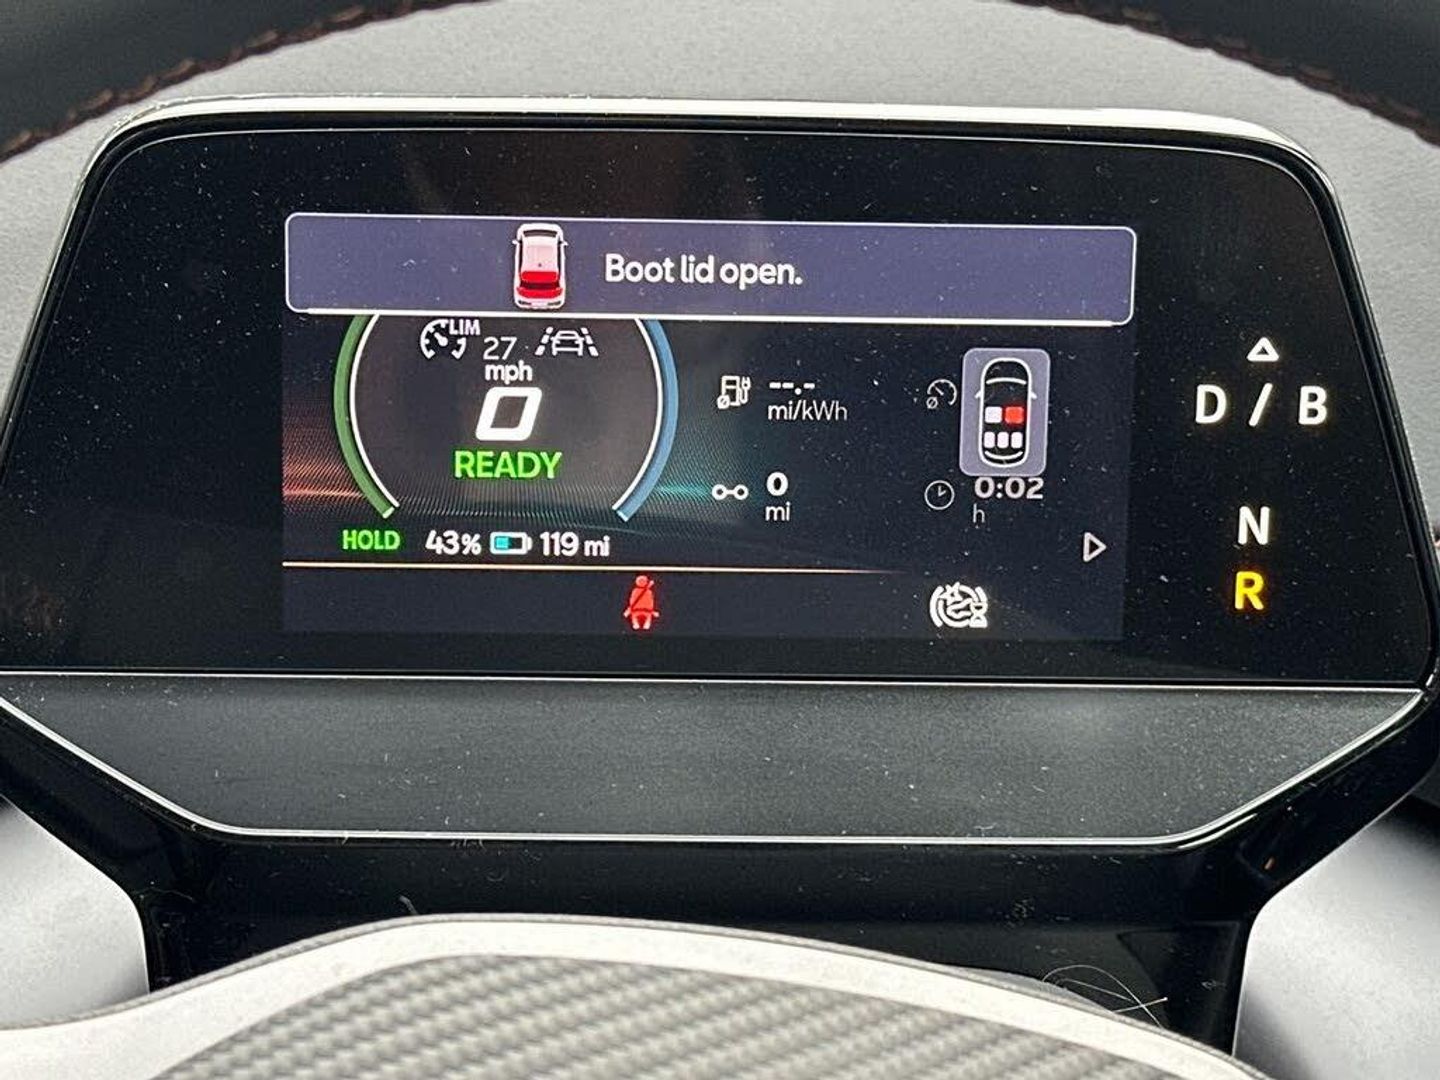 Boot lid open.
LIM
27
mph
0
READY
--.-
mi/kWh
Ø
Ø
0
mi
0:02
h
HOLD 43% 119 mi
D / B
N
R